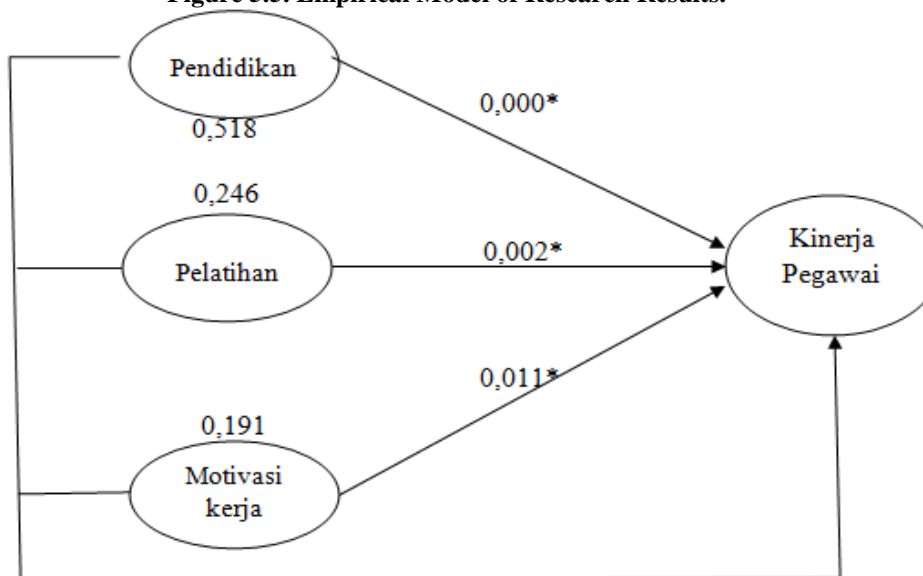 Figure 5.5. Empirical Model of Research Results.
Pendidikan
0,000*
0,518
0,246
Pelatihan
0,002*
Kinerja
Pegawai
0,011*
0,191
Motivasi
kerja